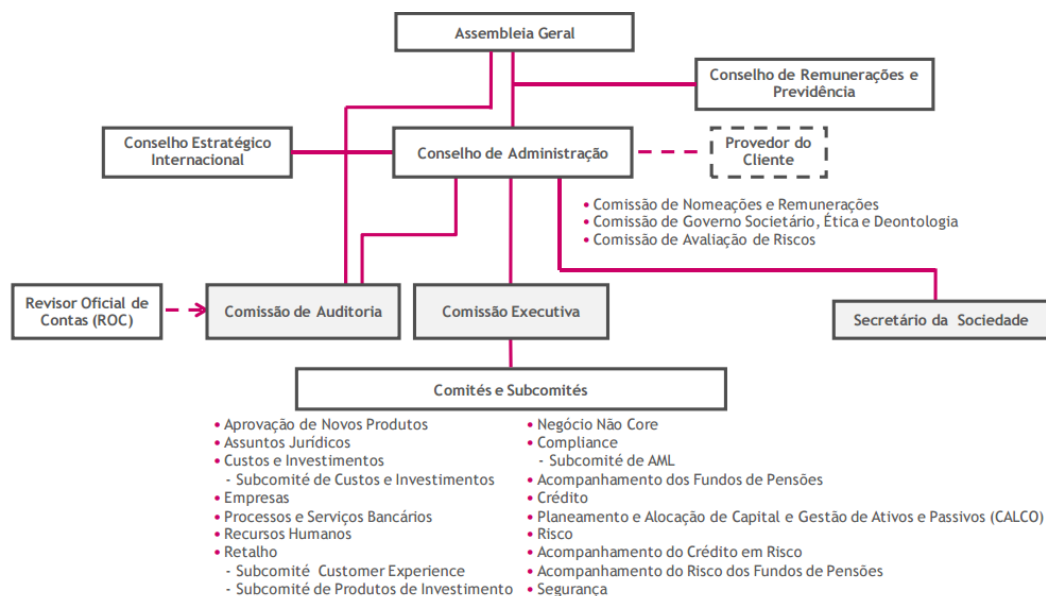 Assembleia Geral
Conselho de Remunerações e
Previdência
Conselho Estratégico
Internacional
Conselho de Administração
Provedor do
Cliente
• Comissão de Nomeações e Remunerações
• Comissão de Governo Societário, Ética e Deontologia
• Comissão de Avaliação de Riscos
Revisor Oficial de
Contas (ROC)
Comissão de Auditoria
Comissão Executiva
Secretário da Sociedade
Comités e Subcomités
• Aprovação de Novos Produtos
• Assuntos Jurídicos
• Custos e Investimentos
- Subcomité de Custos e Investimentos
• Empresas
• Processos e Serviços Bancários
• Recursos Humanos
• Retalho
- Subcomité Customer Experience
- Subcomité de Produtos de Investimento
• Negócio Não Core
• Compliance
- Subcomité de AML
• Acompanhamento dos Fundos de Pensões
• Crédito
• Planeamento e Alocação de Capital e Gestão de Ativos e Passivos (CALCO)
• Risco
• Acompanhamento do Crédito em Risco
• Acompanhamento do Risco dos Fundos de Pensões
• Segurança